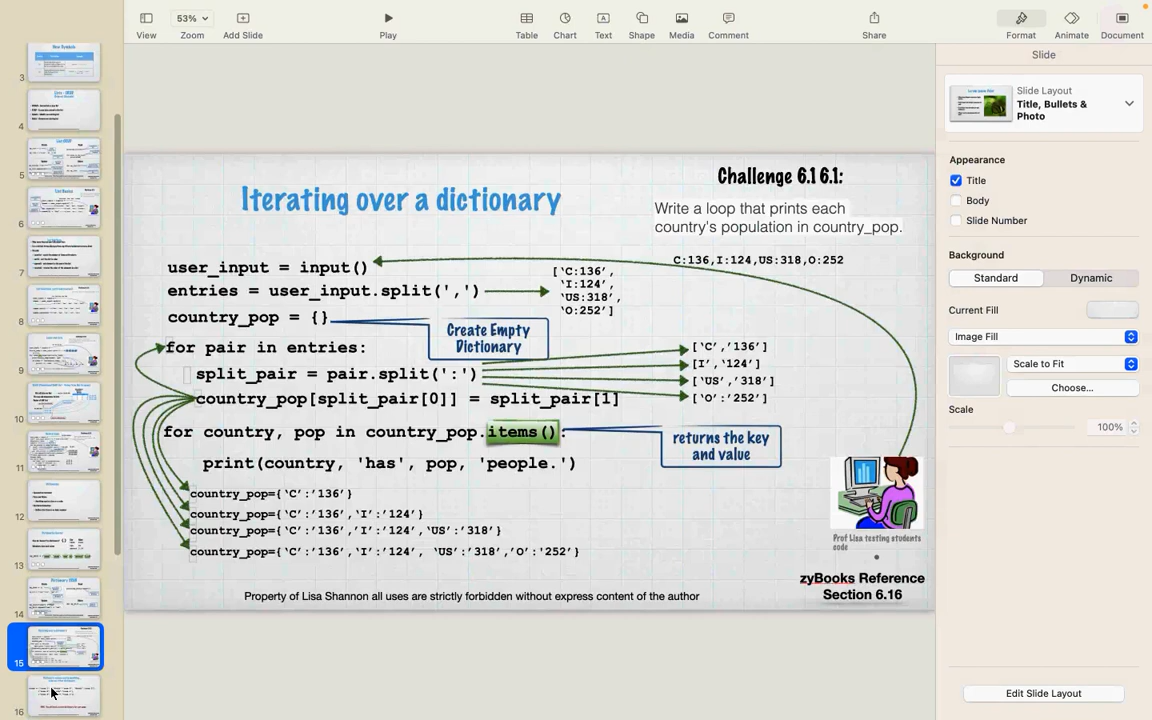 53%
View
Zoom
Add Slide
Play
Table
Chart
Text
Shape
Media
Comment
Share
Format
Animate
Document
3
4
5
6
7
8
9
10
11
12
13
14
15
16
Iterating over a dictionary
Challenge 6.1 6.1:
Write a loop that prints each
country's population in country_pop.
C:136,I:124,US:318,O:252
user_input = input()
entries = user_input.split(',')
[‘C:136’,
‘I:124’,
‘US:318’,
‘O:252’]
country_pop = {}
Create Empty
Dictionary
for pair in entries:
split_pair = pair.split(':')
country_pop[split_pair[0]] = split_pair[1]
[‘C’,’136’]
[I’,’124’]
[‘US’,’318’]
[‘O’:’252’]
for country, pop in country_pop.items():
returns the key
and value
print(country, 'has', pop, 'people.')
country_pop={‘C’:’136’}
country_pop={‘C’:’136’,‘I’:’124’}
country_pop={‘C’:’136’,’I’:’124’,‘US’:’318’}
country_pop={‘C’:’136’,‘I’:’124’, ‘US’:’318’,’O’:'252’}
Prof Lisa testing students
code
zyBooks Reference
Section 6.16
Property of Lisa Shannon all uses are strictly forbidden without express content of the author
Slide
Slide Layout
Title, Bullets &
Photo
Appearance
Title
Body
Slide Number
Background
Standard
Dynamic
Current Fill
Image Fill
Scale to Fit
Choose...
Scale
100%
Edit Slide Layout